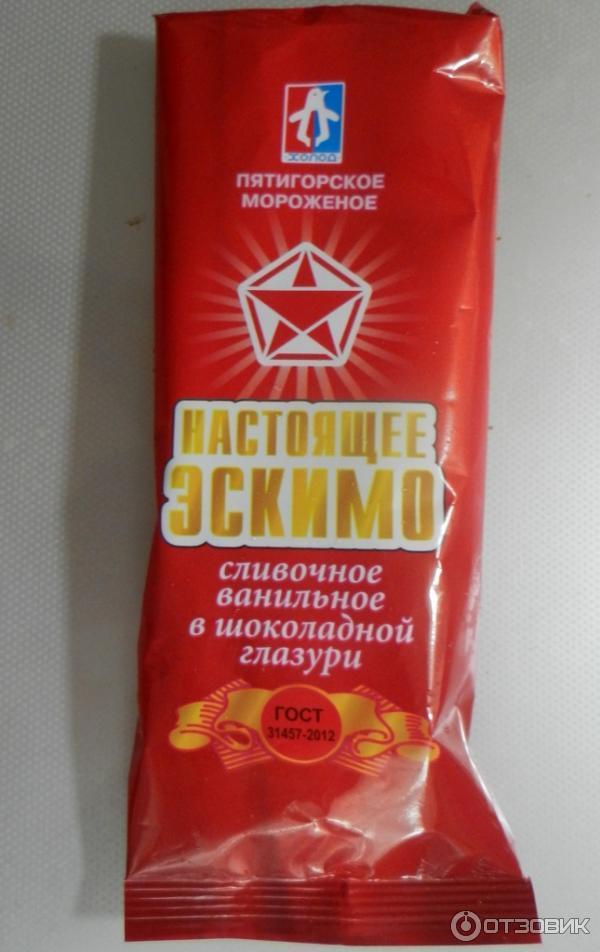 ХОЛОД
ПЯТИГОРСКОЕ
МОРОЖЕНОЕ
НАСТОЯЩЕЕ
ЭСКИМО
сливочное
ванильное
в шоколадной
глазури
ГОСТ
31457-2012
ОТЗОВИК